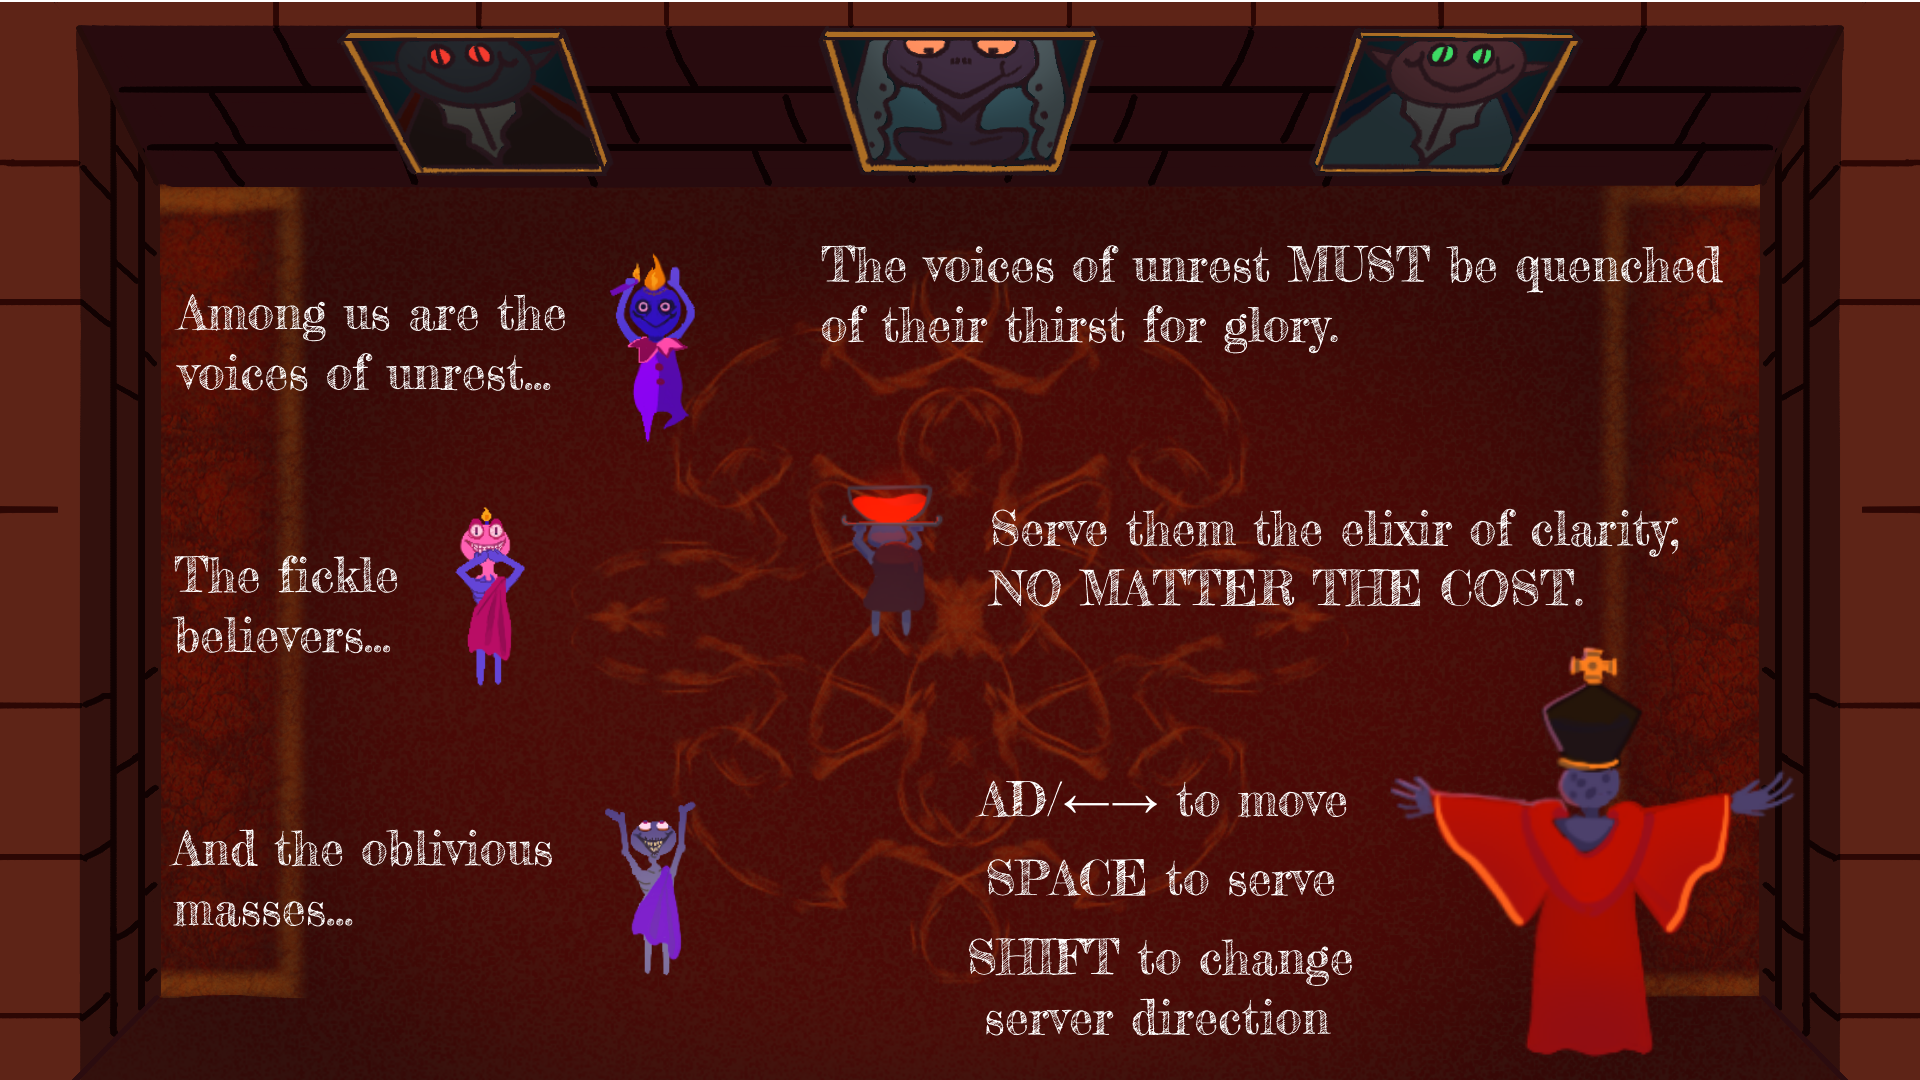 Among us are the
voices of unrest...
The voices of unrest MUST be quenched
of their thirst for glory.
The fickle
believers...
Serve them the elixir of clarity;
NO MATTER THE COST.
And the oblivious
masses...
AD/←→ to move
SPACE to serve
SHIFT to change
server direction